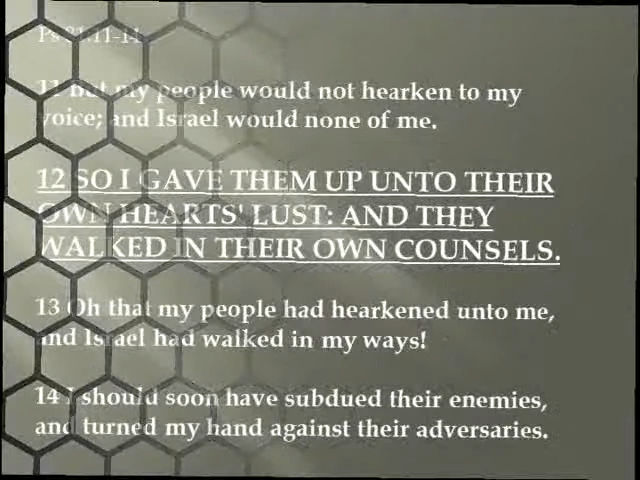 Ps 81:11-14
11 But my people would not hearken to my
voice; and Israel would none of me.
12 SO I GAVE THEM UP UNTO THEIR
OWN HEARTS' LUST: AND THEY
WALKED IN THEIR OWN COUNSELS.
13 Oh that my people had hearkened unto me,
and Israel had walked in my ways!
14 I should soon have subdued their enemies,
and turned my hand against their adversaries.